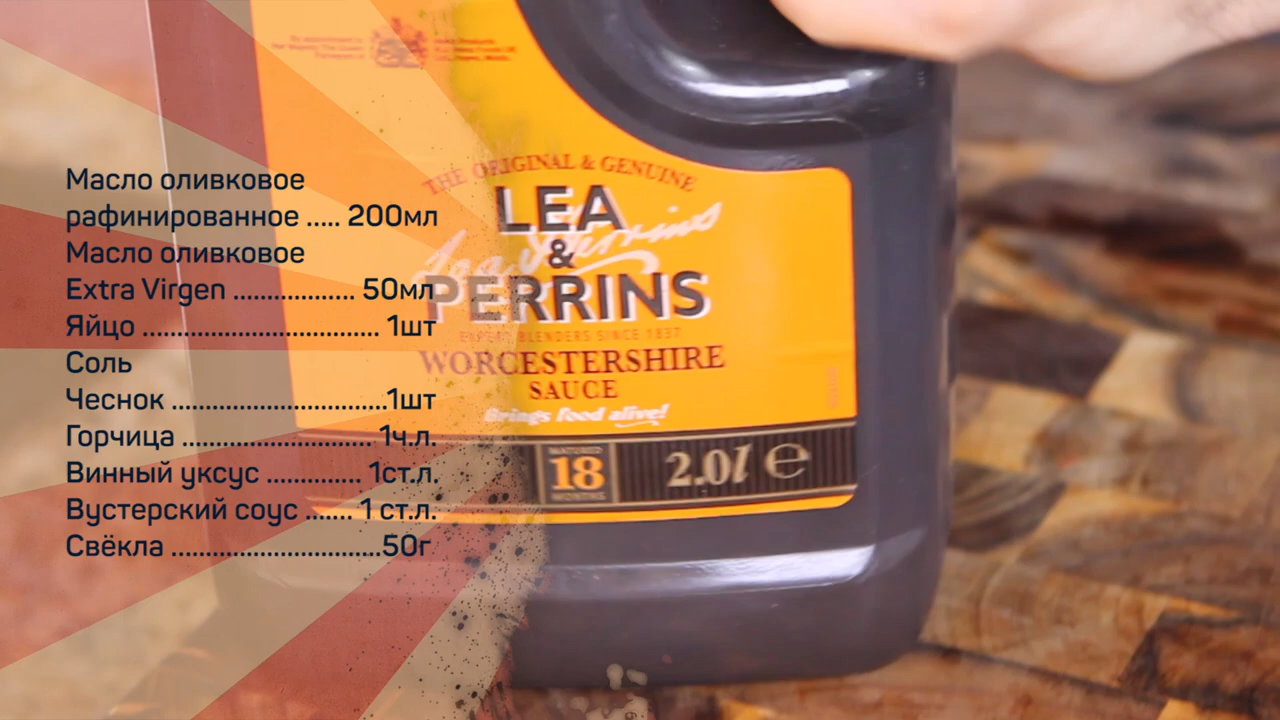 Масло оливковое
рафинированное ..... 200мл
Масло оливковое
Extra Virgen .................. 50мл
Яйцо .................................. 1шт
Соль
Чеснок ...............................1шт
Горчица ........................... 1ч.л.
Винный уксус .............. 1ст.л.
Вустерский соус ....... 1 ст.л.
Свёкла ..............................50г
THE ORIGINAL & GENUINE
LEA
&
PERRINS
Lea & Perrins
EXPERT BLENDERS SINCE 1837
WORCESTERSHIRE
SAUCE
Brings food alive!
MATURED
18
MONTHS
2.0l ℮